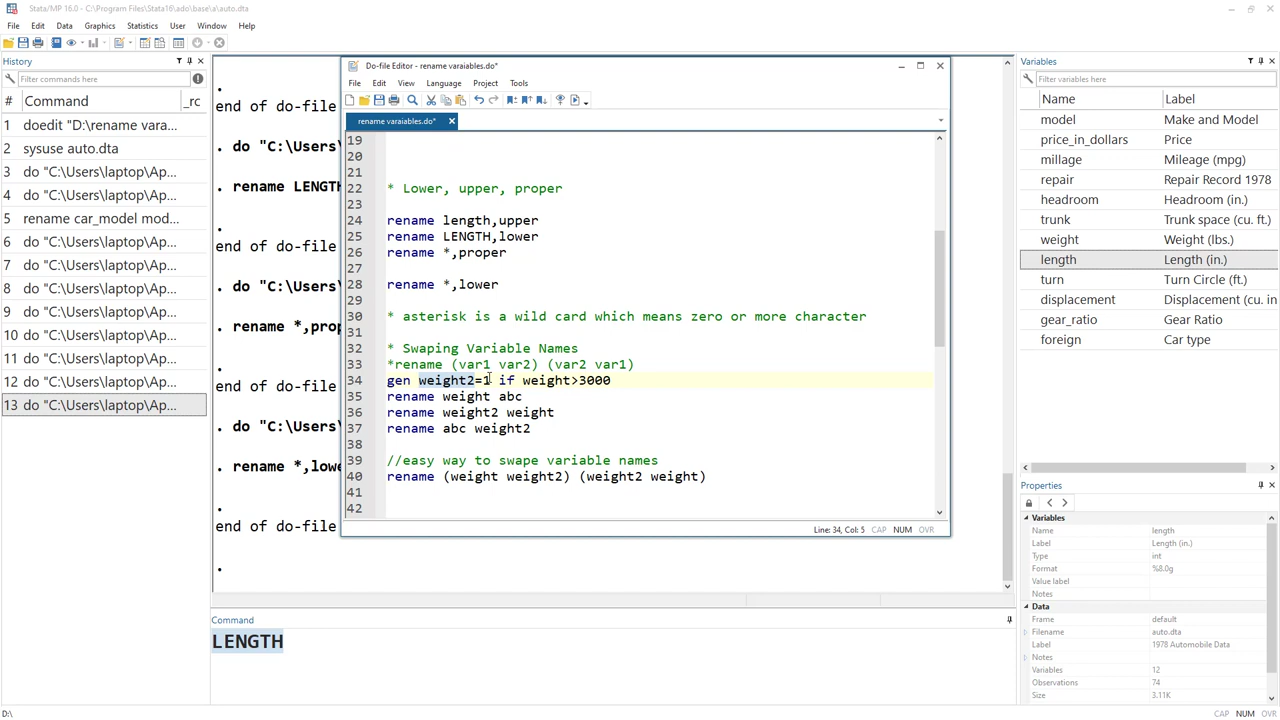 Stata/MP 16.0 - C:\Program Files\Stata16\ado\base\a\auto.dta
File Edit Data Graphics Statistics User Window Help
History
Filter commands here
# Command _rc
1 doedit "D:\rename vara...
2 sysuse auto.dta
3 do "C:\Users\laptop\Ap...
4 do "C:\Users\laptop\Ap...
5 rename car_model mod...
6 do "C:\Users\laptop\Ap...
7 do "C:\Users\laptop\Ap...
8 do "C:\Users\laptop\Ap...
9 do "C:\Users\laptop\Ap...
10 do "C:\Users\laptop\Ap...
11 do "C:\Users\laptop\Ap...
12 do "C:\Users\laptop\Ap...
13 do "C:\Users\laptop\Ap...
.
end of do-file
. do "C:\Users\
. rename LENGTH
.
end of do-file
. do "C:\Users\
. rename *,prop
.
end of do-file
. do "C:\Users\
. rename *,lowe
.
end of do-file
.
Do-file Editor - rename varaiables.do*
File Edit View Language Project Tools
rename varaiables.do*
19
20
21
22 * Lower, upper, proper
23
24 rename length,upper
25 rename LENGTH,lower
26 rename *,proper
27
28 rename *,lower
29
30 * asterisk is a wild card which means zero or more character
31
32 * Swaping Variable Names
33 *rename (var1 var2) (var2 var1)
34 gen weight2=1 if weight>3000
35 rename weight abc
36 rename weight2 weight
37 rename abc weight2
38
39 //easy way to swape variable names
40 rename (weight weight2) (weight2 weight)
41
42
Line: 34, Col: 5 CAP NUM OVR
Command
LENGTH
Variables
Filter variables here
Name Label
model Make and Model
price_in_dollars Price
millage Mileage (mpg)
repair Repair Record 1978
headroom Headroom (in.)
trunk Trunk space (cu. ft.)
weight Weight (lbs.)
length Length (in.)
turn Turn Circle (ft.)
displacement Displacement (cu. in
gear_ratio Gear Ratio
foreign Car type
Properties
Variables
Name length
Label Length (in.)
Type int
Format %8.0g
Value label
Notes
Data
Frame default
Filename auto.dta
Label 1978 Automobile Data
Notes
Variables 12
Observations 74
Size 3.11K
D:\
CAP NUM OVR